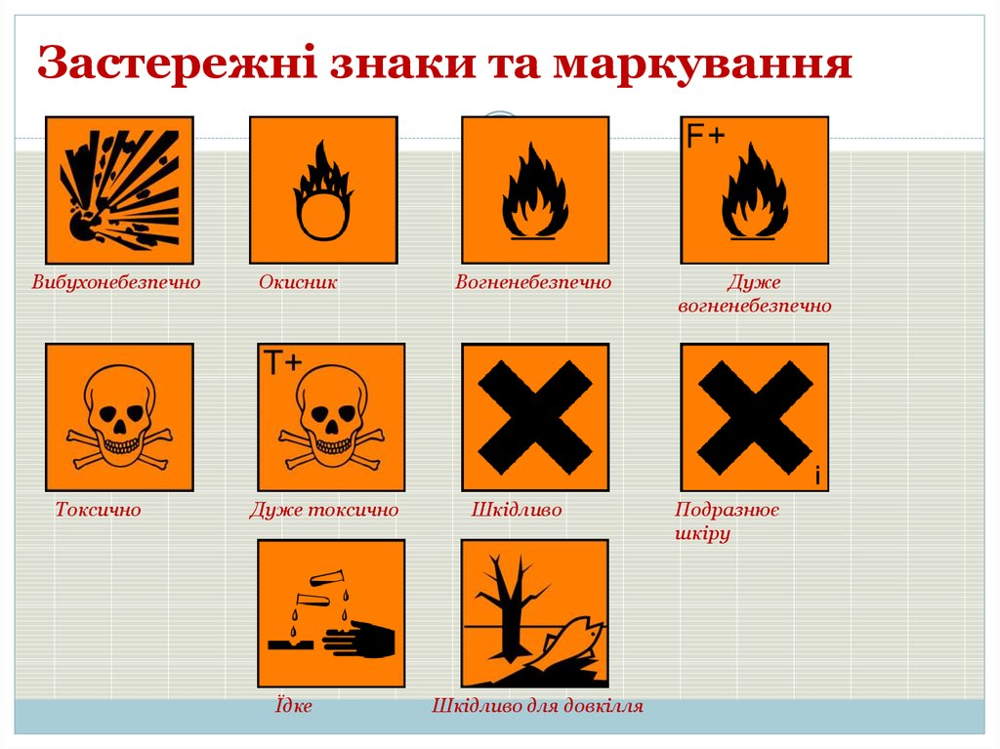 Застережні знаки та маркування
F+
Вибухонебезпечно
Окисник
Вогненебезпечно
Дуже
вогненебезпечно
T+
i
Токсично
Дуже токсично
Шкідливо
Подразнює
шкіру
Їдке
Шкідливо для довкілля